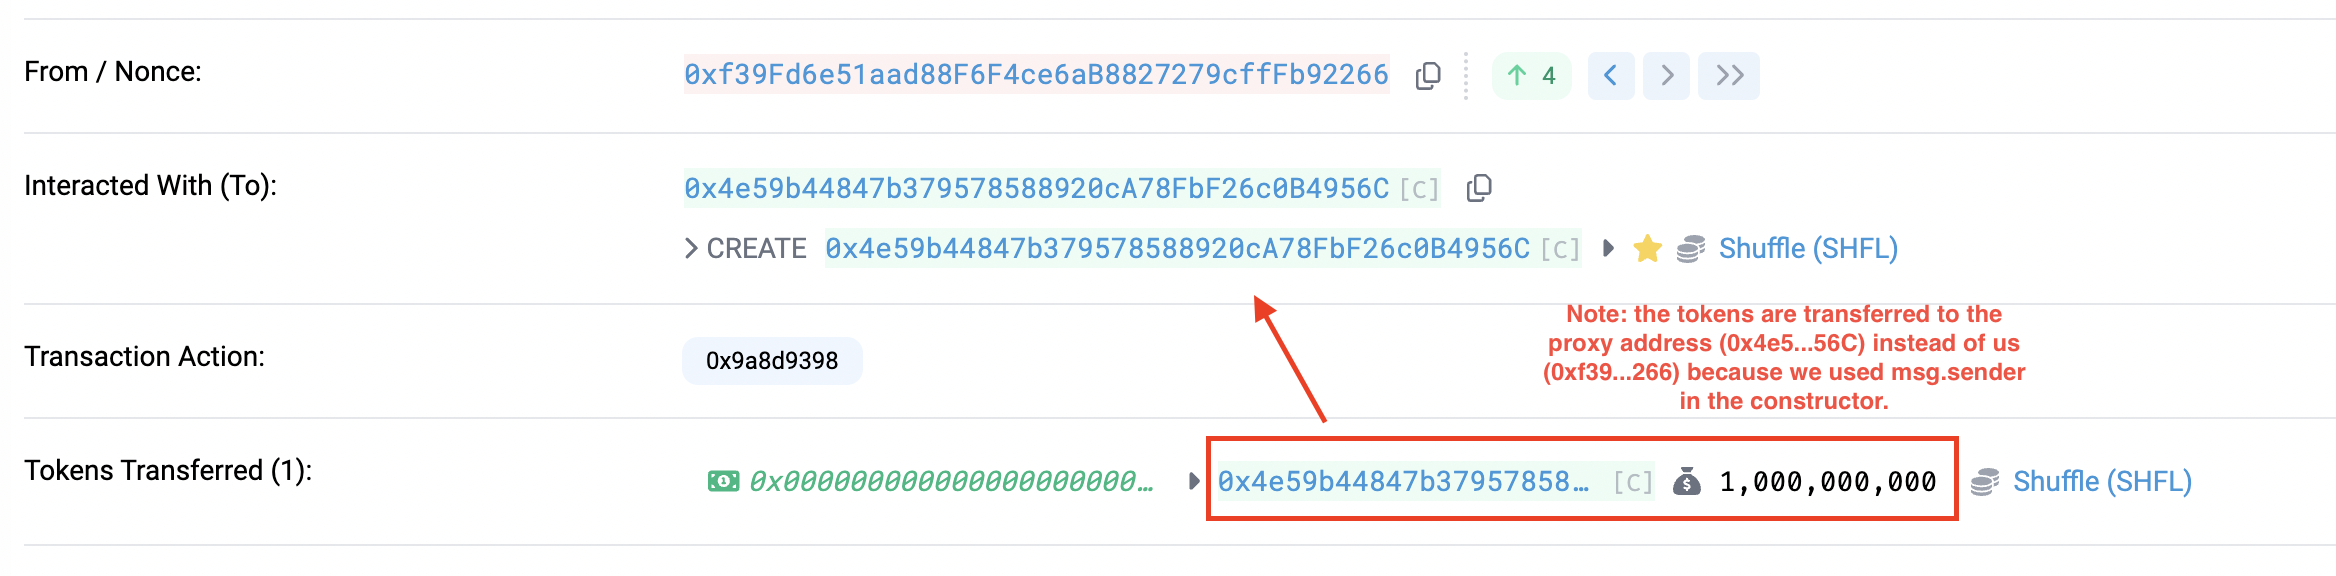 From / Nonce:
0xf39Fd6e51aad88F6F4ce6aB8827279cffFb92266
4
Interacted With (To):
0x4e59b44847b379578588920cA78FbF26c0B4956C [C]
CREATE 0x4e59b44847b379578588920cA78FbF26c0B4956C [C] Shuffle (SHFL)
Note: the tokens are transferred to the
proxy address (0x4e5...56C) instead of us
(0xf39...266) because we used msg.sender
in the constructor.
Transaction Action:
0x9a8d9398
Tokens Transferred (1):
0x000000000000000000000000… 0x4e59b44847b37957858… [C] 1,000,000,000 Shuffle (SHFL)